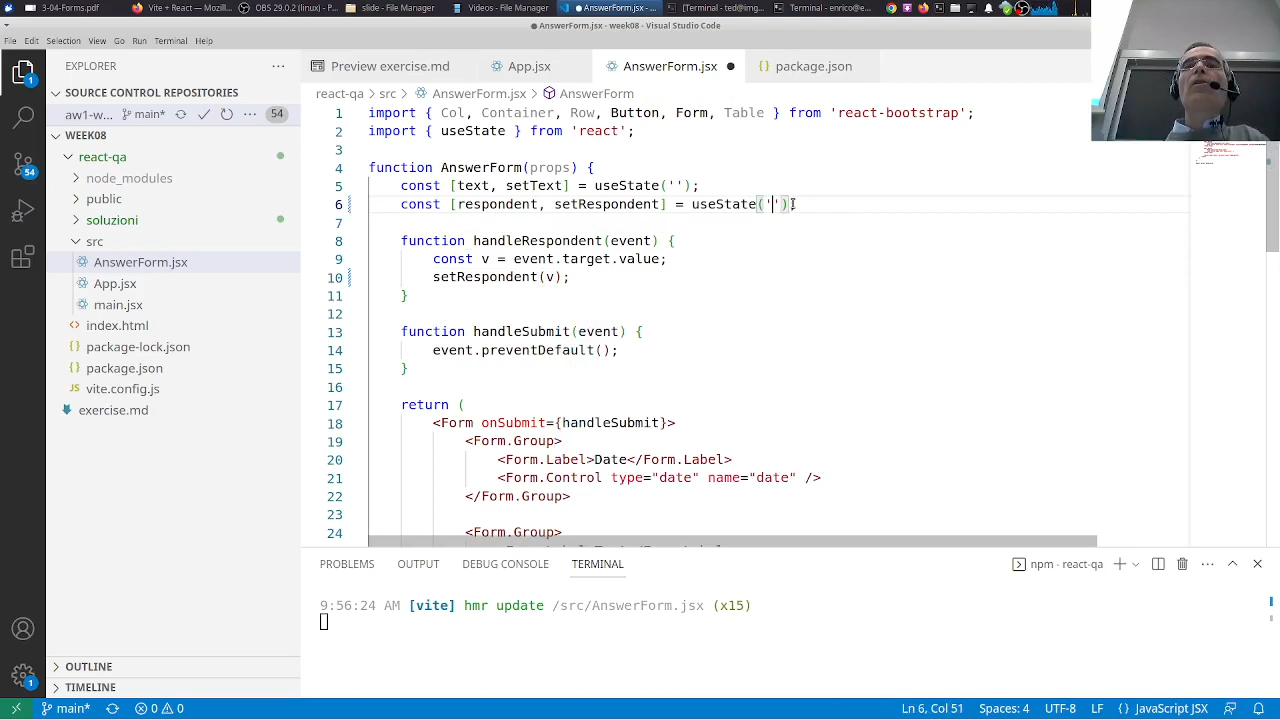 3-04 Forms.pdf
Vite + React — Mozill...
OBS 29.0.2 (linux) - P...
slide - File Manager
Videos - File Manager
AnswerForm.jsx - we...
Terminal - ted@ing...
Terminal - enrico@e...
AnswerForm.jsx - week08 - Visual Studio Code
File Edit Selection View Go Run Terminal Help
EXPLORER
Preview exercise.md
App.jsx
AnswerForm.jsx
package.json
SOURCE CONTROL REPOSITORIES
aw1-w... main* 54
WEEK08
react-qa
node_modules
public
soluzioni
src
AnswerForm.jsx
App.jsx
main.jsx
index.html
package-lock.json
package.json
vite.config.js
exercise.md
OUTLINE
TIMELINE
react-qa > src > AnswerForm.jsx > AnswerForm
1 import { Col, Container, Row, Button, Form, Table } from 'react-bootstrap';
2 import { useState } from 'react';
3
4 function AnswerForm(props) {
5 const [text, setText] = useState('');
6 const [respondent, setRespondent] = useState('')
7
8 function handleRespondent(event) {
9 const v = event.target.value;
10 setRespondent(v);
11 }
12
13 function handleSubmit(event) {
14 event.preventDefault();
15 }
16
17 return (
18 <Form onSubmit={handleSubmit}>
19 <Form.Group>
20 <Form.Label>Date</Form.Label>
21 <Form.Control type="date" name="date" />
22 </Form.Group>
23
24 <Form.Group>
PROBLEMS OUTPUT DEBUG CONSOLE TERMINAL
npm - react-qa
9:56:24 AM [vite] hmr update /src/AnswerForm.jsx (x15)
1
54
1
main* 0 0
Ln 6, Col 51 Spaces: 4 UTF-8 LF { } JavaScript JSX